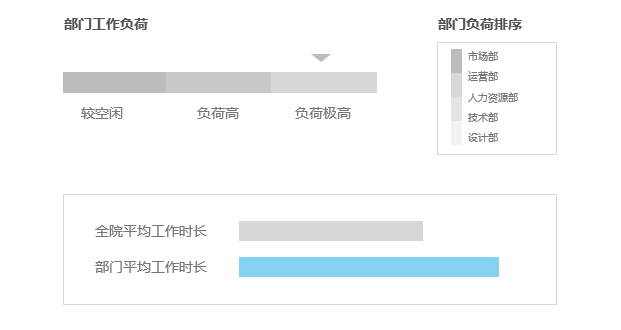 部门工作负荷
部门负荷排序
较空闲
负荷高
负荷极高
市场部
运营部
人力资源部
技术部
设计部
全院平均工作时长
部门平均工作时长